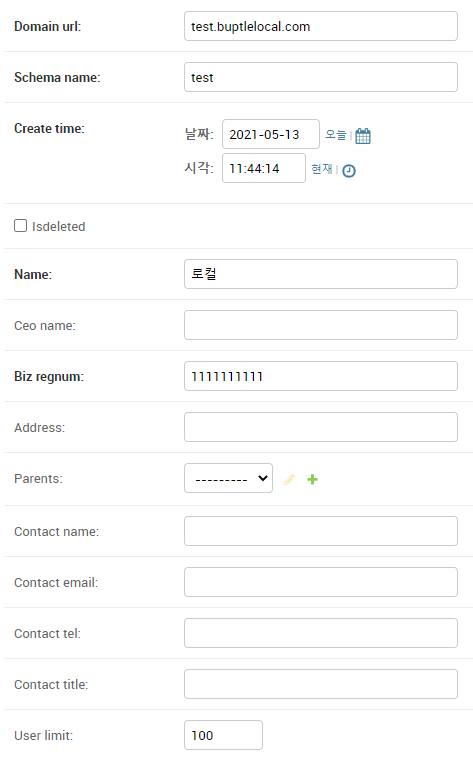 Domain url: test.buptlelocal.com
Schema name: test
Create time: 날짜: 2021-05-13 오늘 |
시각: 11:44:14 현재 |
Isdeleted
Name: 로컬
Ceo name:
Biz regnum: 1111111111
Address:
Parents: ---------
Contact name:
Contact email:
Contact tel:
Contact title:
User limit: 100